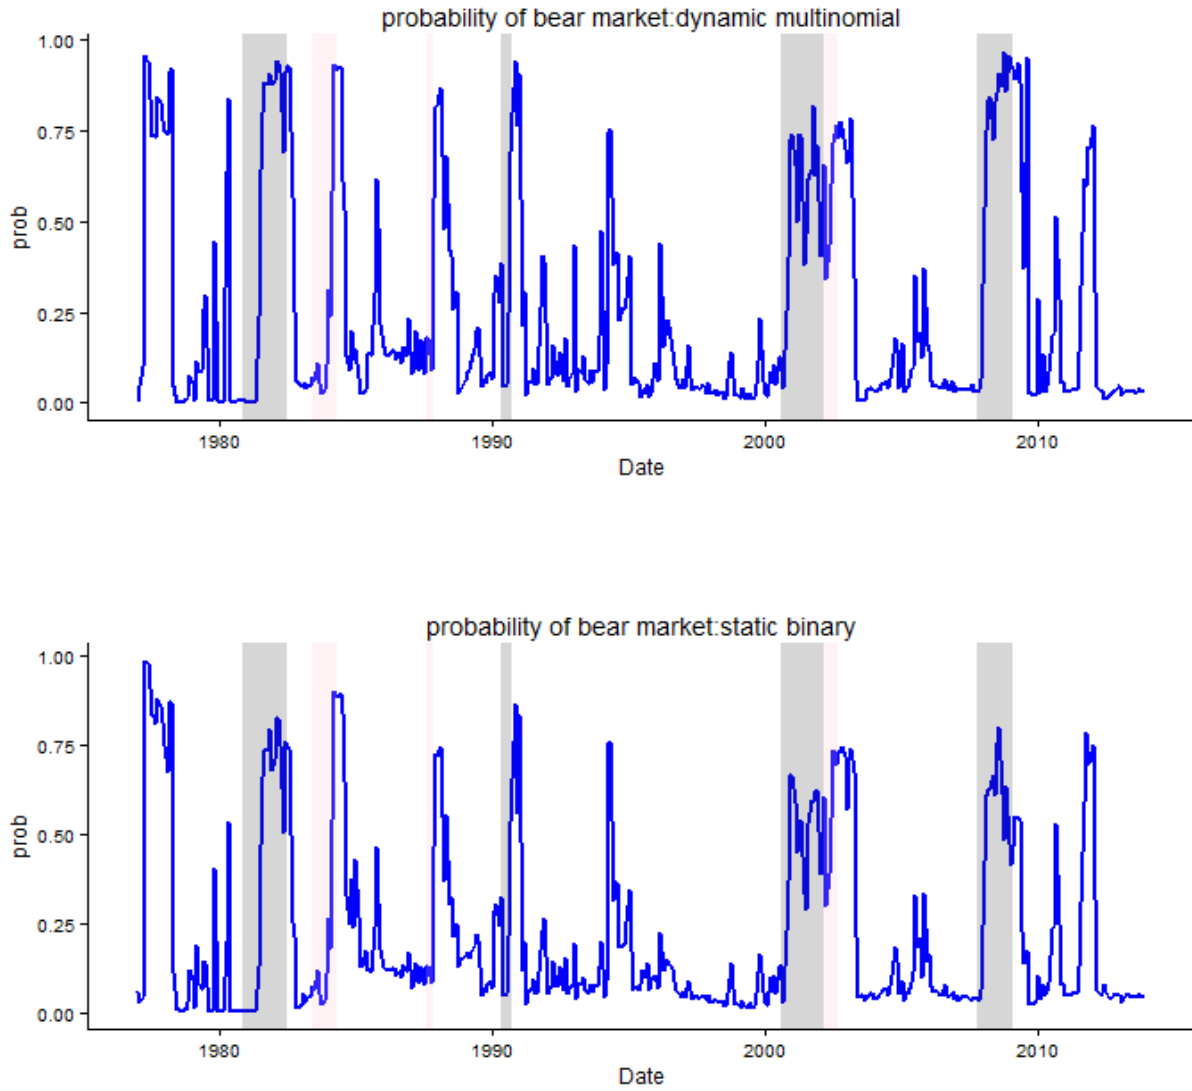 probability of bear market:dynamic multinomial
1.00
0.75
0.50
0.25
0.00
prob
1980 1990 2000 2010
Date
probability of bear market:static binary
1.00
0.75
0.50
0.25
0.00
prob
1980 1990 2000 2010
Date